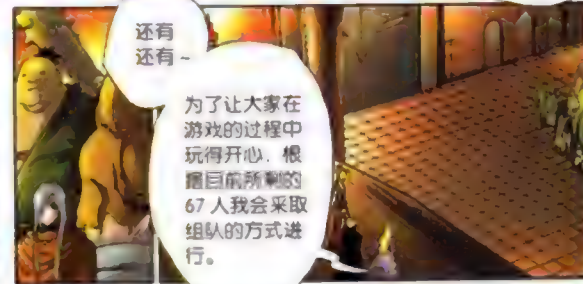 还有
还有~
为了让大家在
游戏的过程中
玩得开心，根
据目前所剩的
67人我会采取
组队的方式进
行。